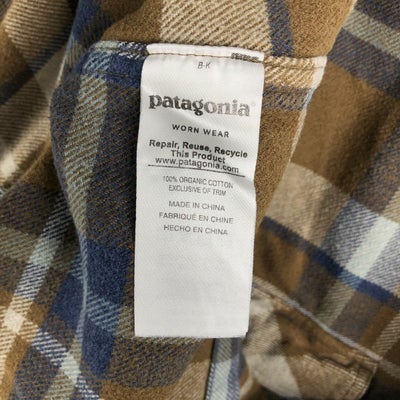 B-K
patagonia®
WORN WEAR
Repair, Reuse, Recycle
This Product
www.patagonia.com
100% ORGANIC COTTON
EXCLUSIVE OF TRIM
MADE IN CHINA
FABRIQUÉ EN CHINE
HECHO EN CHINA